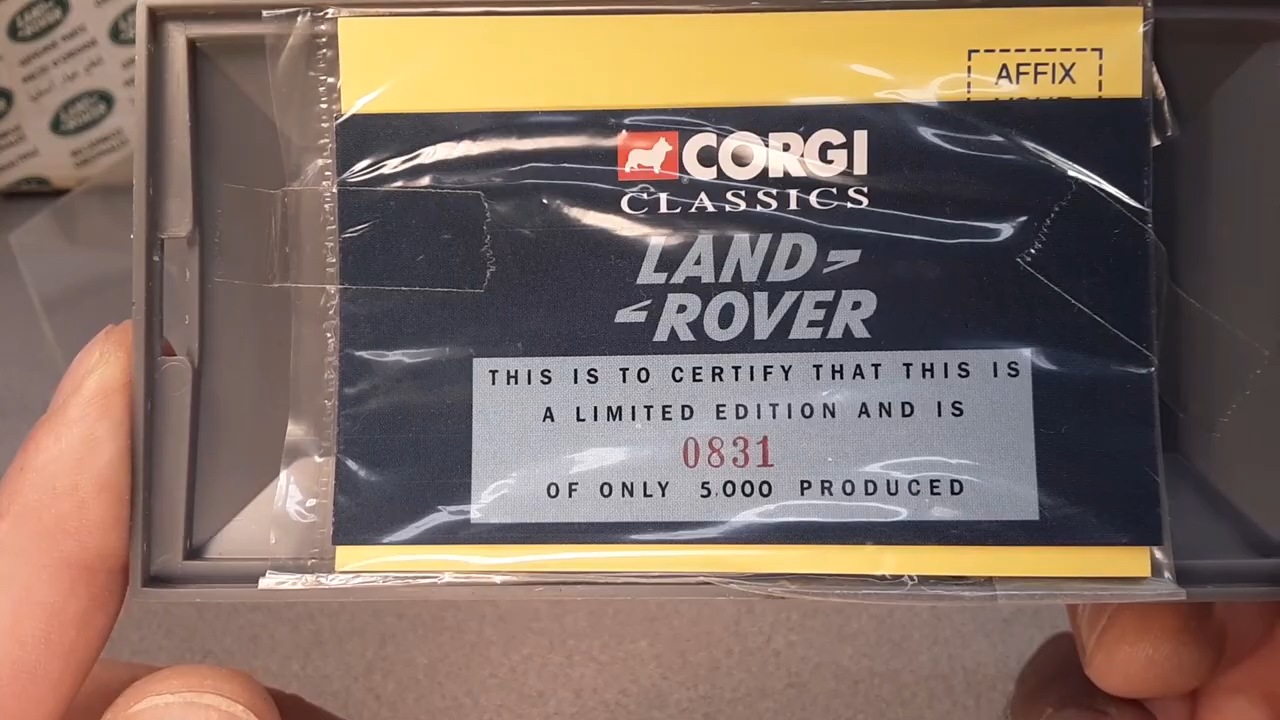 AFFIX
CORGI
CLASSICS
LAND
ROVER
THIS IS TO CERTIFY THAT THIS IS
A LIMITED EDITION AND IS
0831
OF ONLY 5,000 PRODUCED